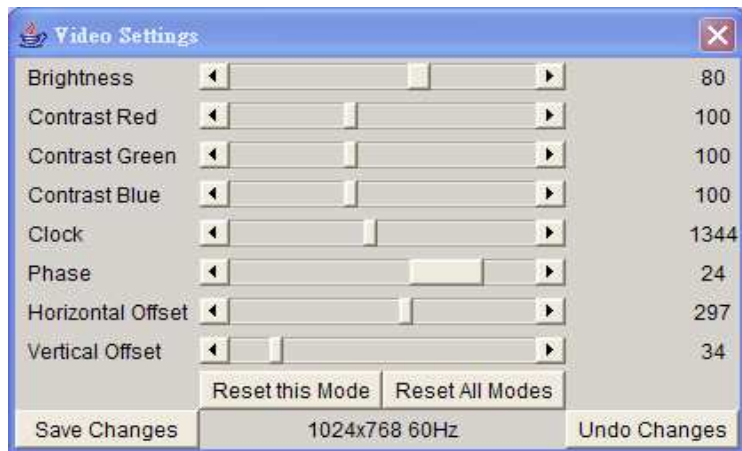 Video Settings
Brightness 80
Contrast Red 100
Contrast Green 100
Contrast Blue 100
Clock 1344
Phase 24
Horizontal Offset 297
Vertical Offset 34
Reset this Mode Reset All Modes
Save Changes 1024x768 60Hz Undo Changes